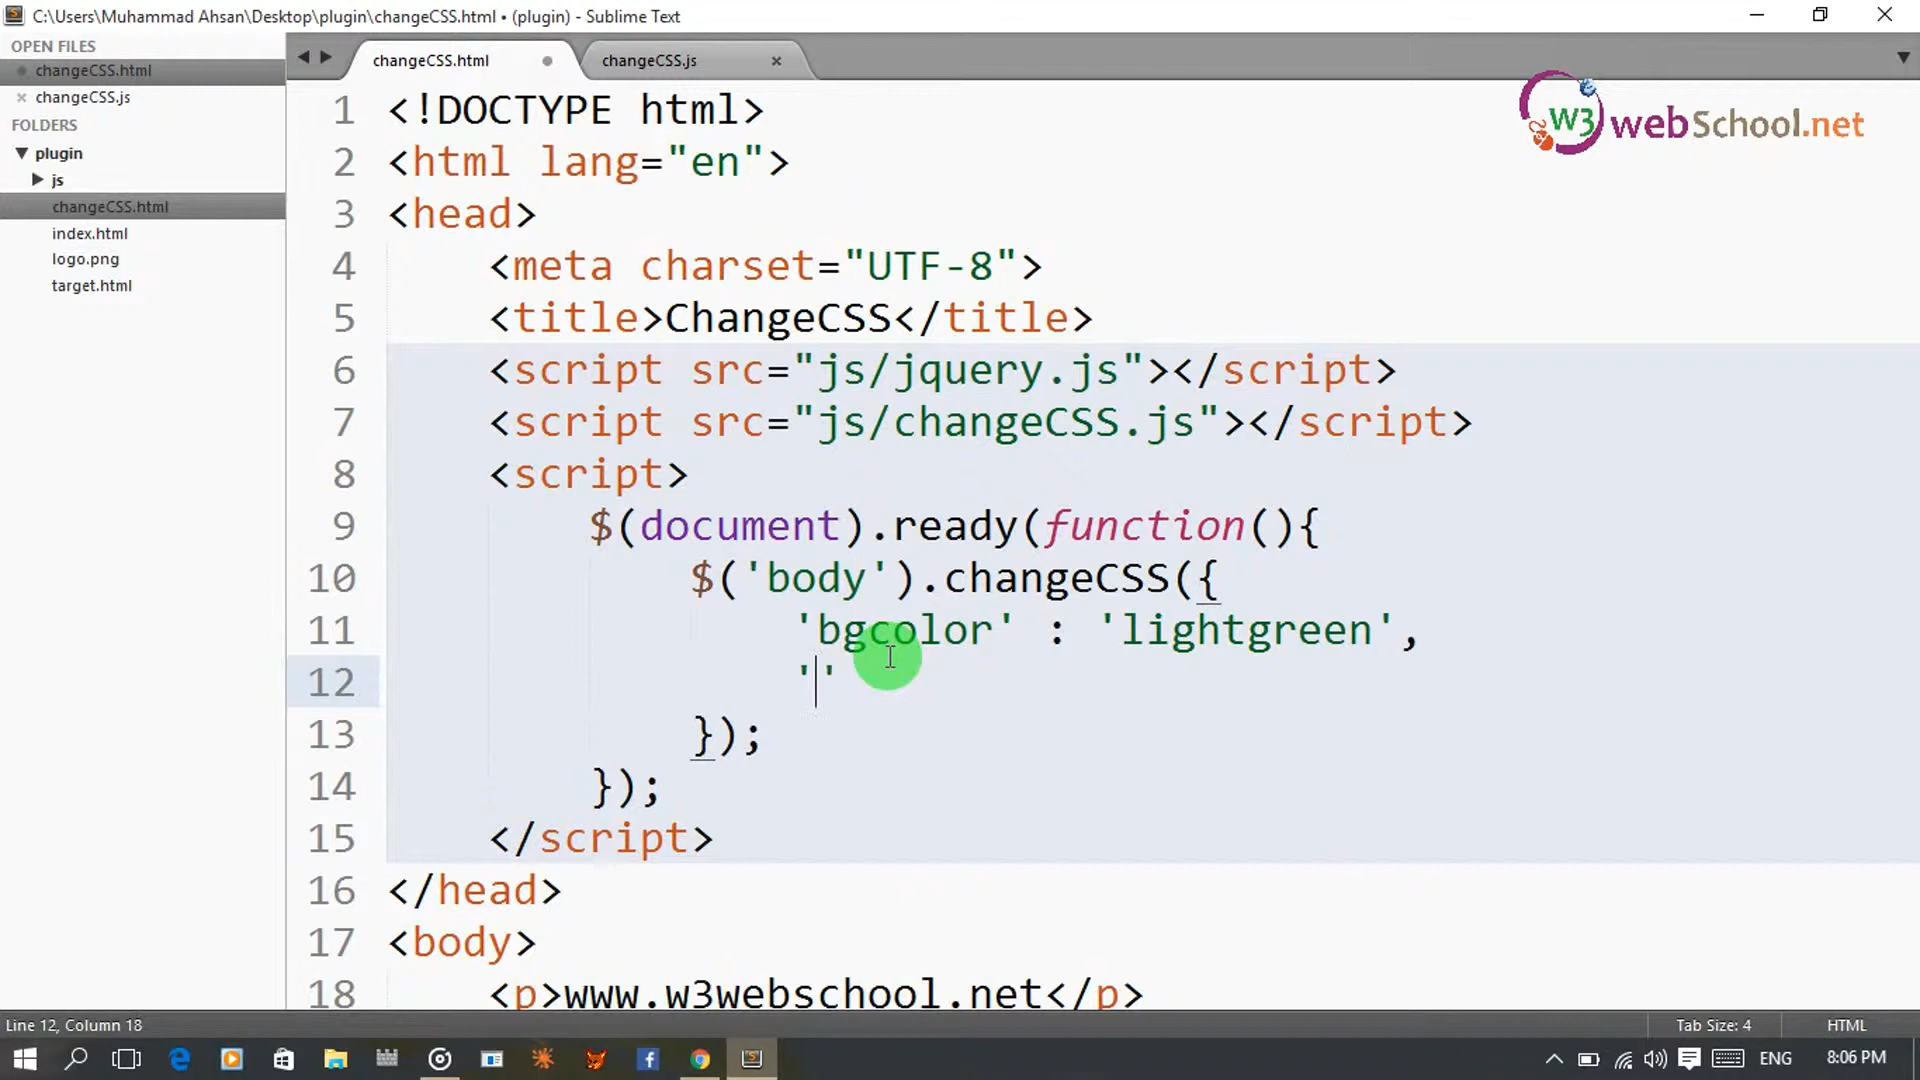 C:\Users\Muhammad Ahsan\Desktop\plugin\changeCSS.html • (plugin) - Sublime Text
OPEN FILES
changeCSS.html
changeCSS.js
FOLDERS
plugin
js
changeCSS.html
index.html
logo.png
target.html
changeCSS.html
changeCSS.js
W3 webSchool.net
1 <!DOCTYPE html>
2 <html lang="en">
3 <head>
4 <meta charset="UTF-8">
5 <title>ChangeCSS</title>
6 <script src="js/jquery.js"></script>
7 <script src="js/changeCSS.js"></script>
8 <script>
9 $(document).ready(function(){
10 $('body').changeCSS({
11 'bgcolor' : 'lightgreen',
12 ''
13 });
14 });
15 </script>
16 </head>
17 <body>
18 <p>www.w3webschool.net</p>
Line 12, Column 18
Tab Size: 4
HTML
ENG
8:06 PM